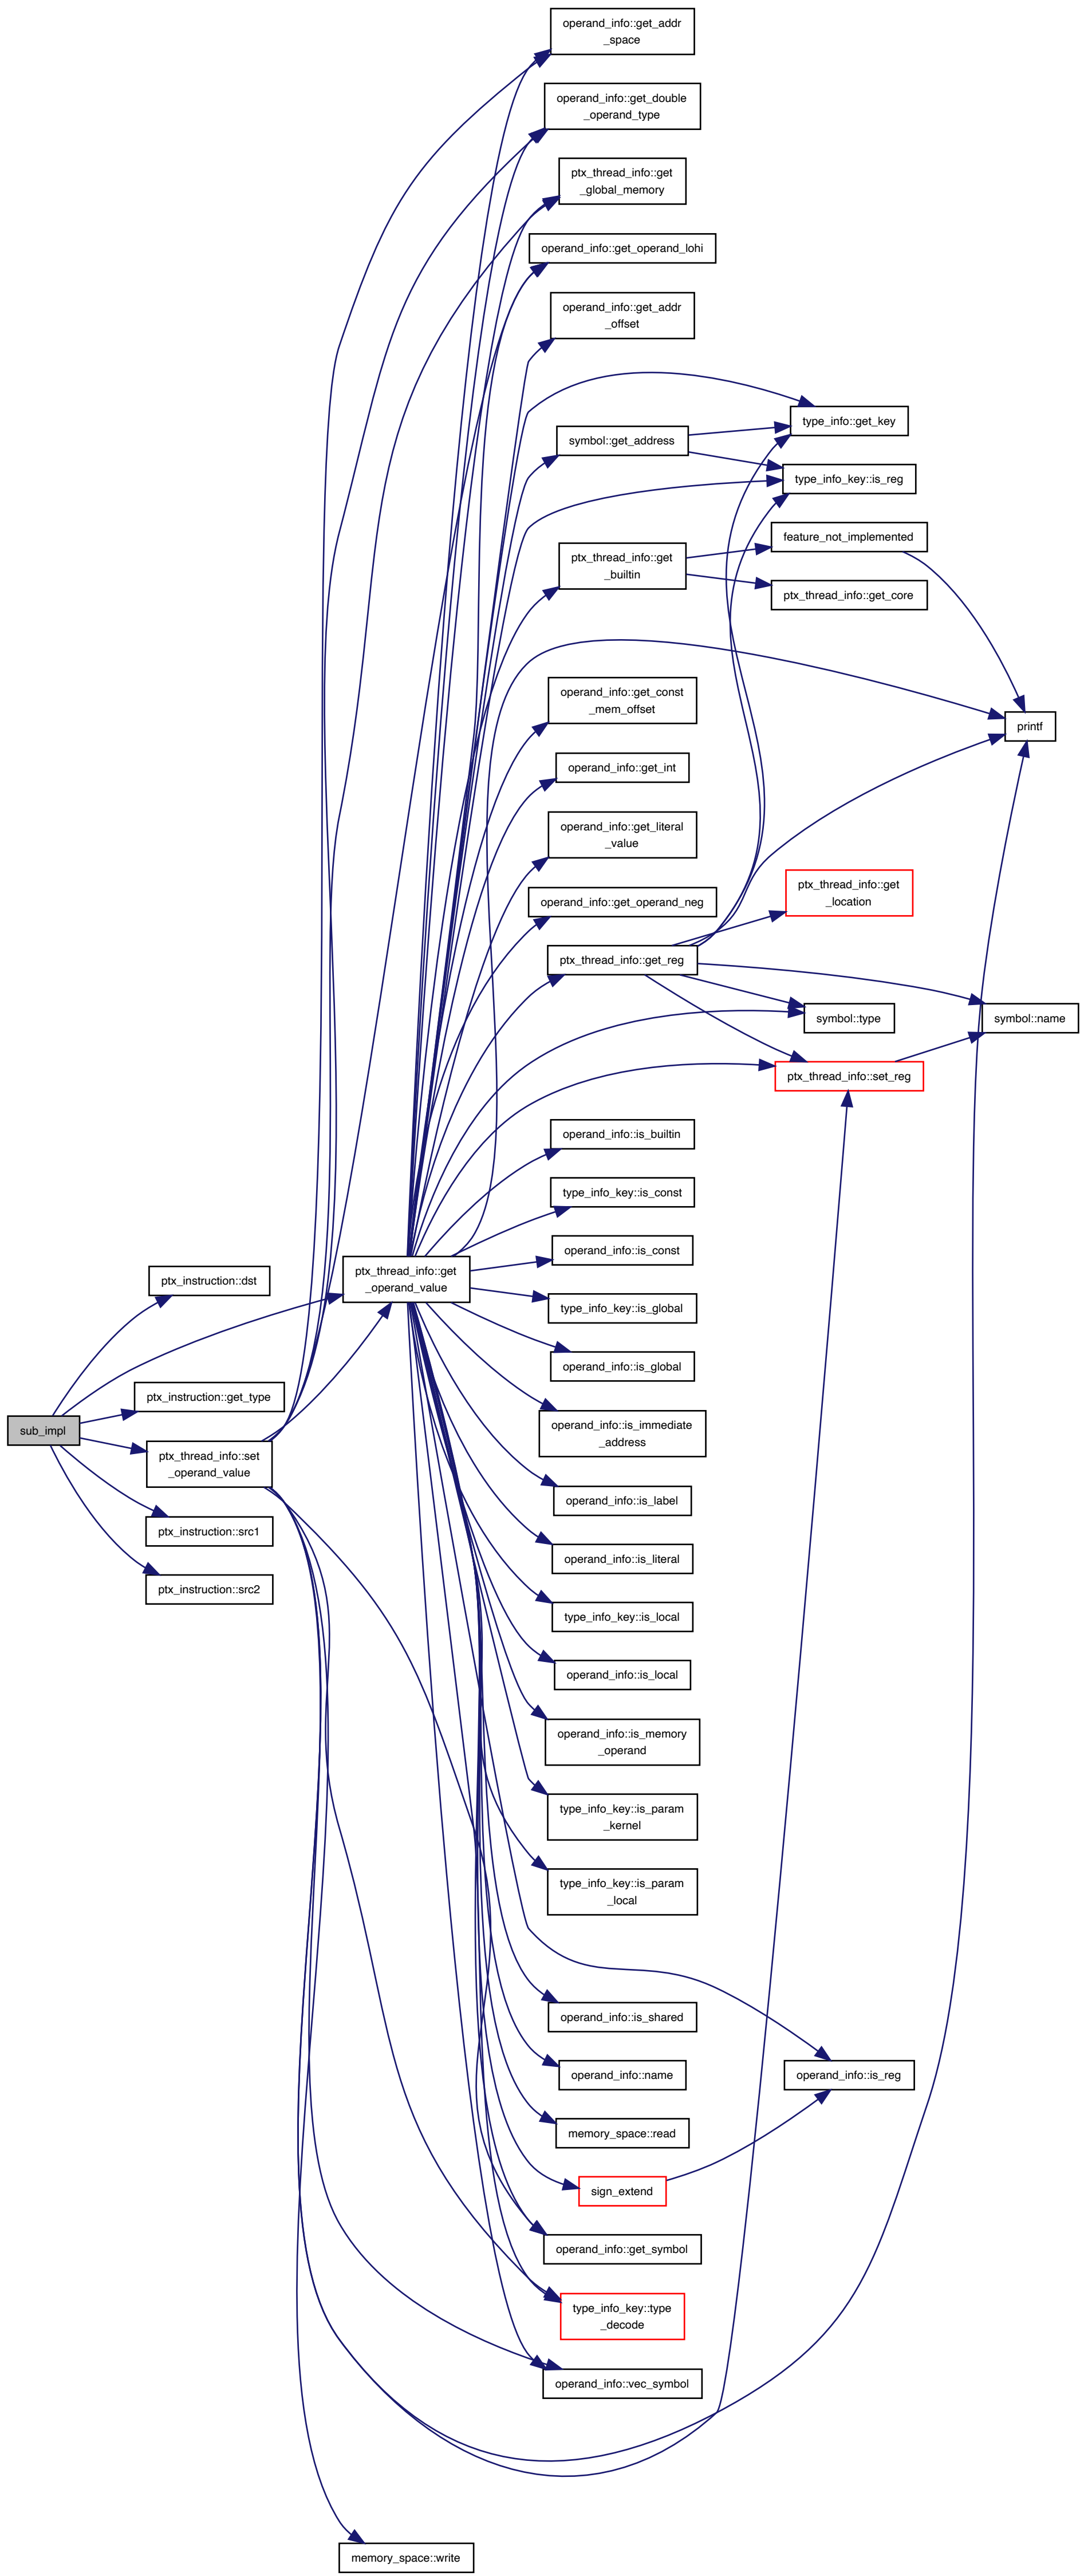 operand_info::get_addr
_space
operand_info::get_double
_operand_type
ptx_thread_info::get
_global_memory
operand_info::get_operand_lohi
operand_info::get_addr
_offset
type_info::get_key
symbol::get_address
type_info_key::is_reg
feature_not_implemented
ptx_thread_info::get
_builtin
ptx_thread_info::get_core
operand_info::get_const
_mem_offset
printf
operand_info::get_int
operand_info::get_literal
_value
ptx_thread_info::get
_location
operand_info::get_operand_neg
ptx_thread_info::get_reg
symbol::type
symbol::name
ptx_thread_info::set_reg
operand_info::is_builtin
type_info_key::is_const
operand_info::is_const
ptx_thread_info::get
_operand_value
ptx_instruction::dst
type_info_key::is_global
operand_info::is_global
ptx_instruction::get_type
sub_impl
operand_info::is_immediate
_address
ptx_thread_info::set
_operand_value
operand_info::is_label
ptx_instruction::src1
operand_info::is_literal
ptx_instruction::src2
type_info_key::is_local
operand_info::is_local
operand_info::is_memory
_operand
type_info_key::is_param
_kernel
type_info_key::is_param
_local
operand_info::is_shared
operand_info::name
operand_info::is_reg
memory_space::read
sign_extend
operand_info::get_symbol
type_info_key::type
_decode
operand_info::vec_symbol
memory_space::write